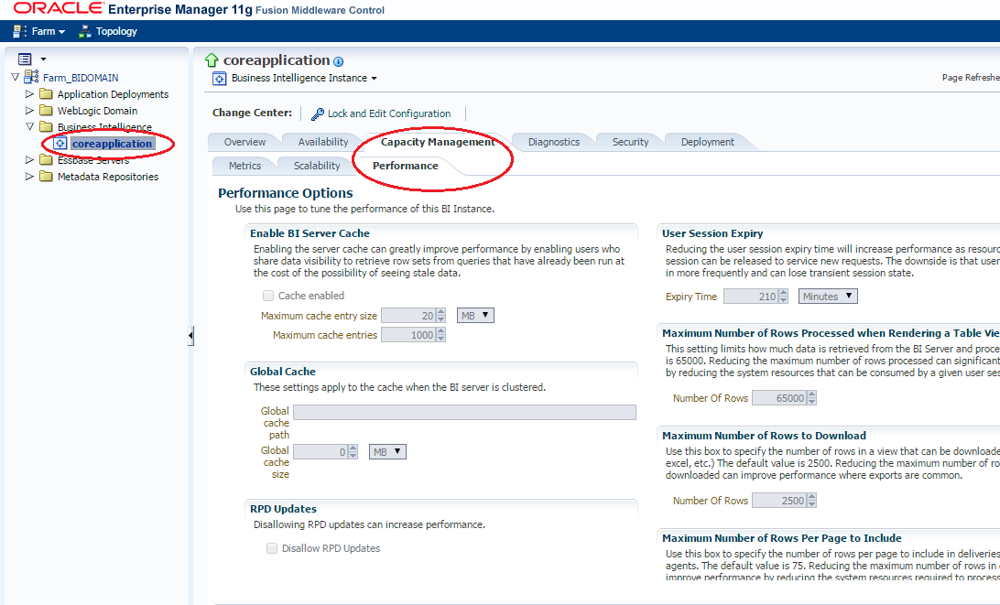 ORACLE Enterprise Manager 11g Fusion Middleware Control
Farm Topology
Farm_BIDOMAIN
Application Deployments
WebLogic Domain
Business Intelligence
coreapplication
Essbase Servers
Metadata Repositories
coreapplication
Business Intelligence Instance
Page Refreshe
Change Center: Lock and Edit Configuration
Overview Availability Capacity Management Diagnostics Security Deployment
Metrics Scalability Performance
Performance Options
Use this page to tune the performance of this BI Instance.
Enable BI Server Cache
Enabling the server cache can greatly improve performance by enabling users who
share data visibility to retrieve row sets from queries that have already been run at
the cost of the possibility of seeing stale data.
Cache enabled
Maximum cache entry size 20 MB
Maximum cache entries 1000
Global Cache
These settings apply to the cache when the BI server is clustered.
Global
cache
path
Global
cache
size
0 MB
RPD Updates
Disallowing RPD updates can increase performance.
Disallow RPD Updates
User Session Expiry
Reducing the user session expiry time will increase performance as resourc
session can be released to service new requests. The downside is that user
in more frequently and can lose transient session state.
Expiry Time 210 Minutes
Maximum Number of Rows Processed when Rendering a Table Vie
This setting limits how much data is retrieved from the BI Server and proce
is 65000. Reducing the maximum number of rows processed can significant
by reducing the system resources that can be consumed by a given user ses
Number Of Rows 65000
Maximum Number of Rows to Download
Use this box to specify the number of rows in a view that can be downloade
excel, etc.) The default value is 2500. Reducing the maximum number of ro
downloaded can improve performance where exports are common.
Number Of Rows 2500
Maximum Number of Rows Per Page to Include
Use this box to specify the number of rows per page to include in deliveries
agents. The default value is 75. Reducing the maximum number of rows in
improve performance by reducing the system resources required to process